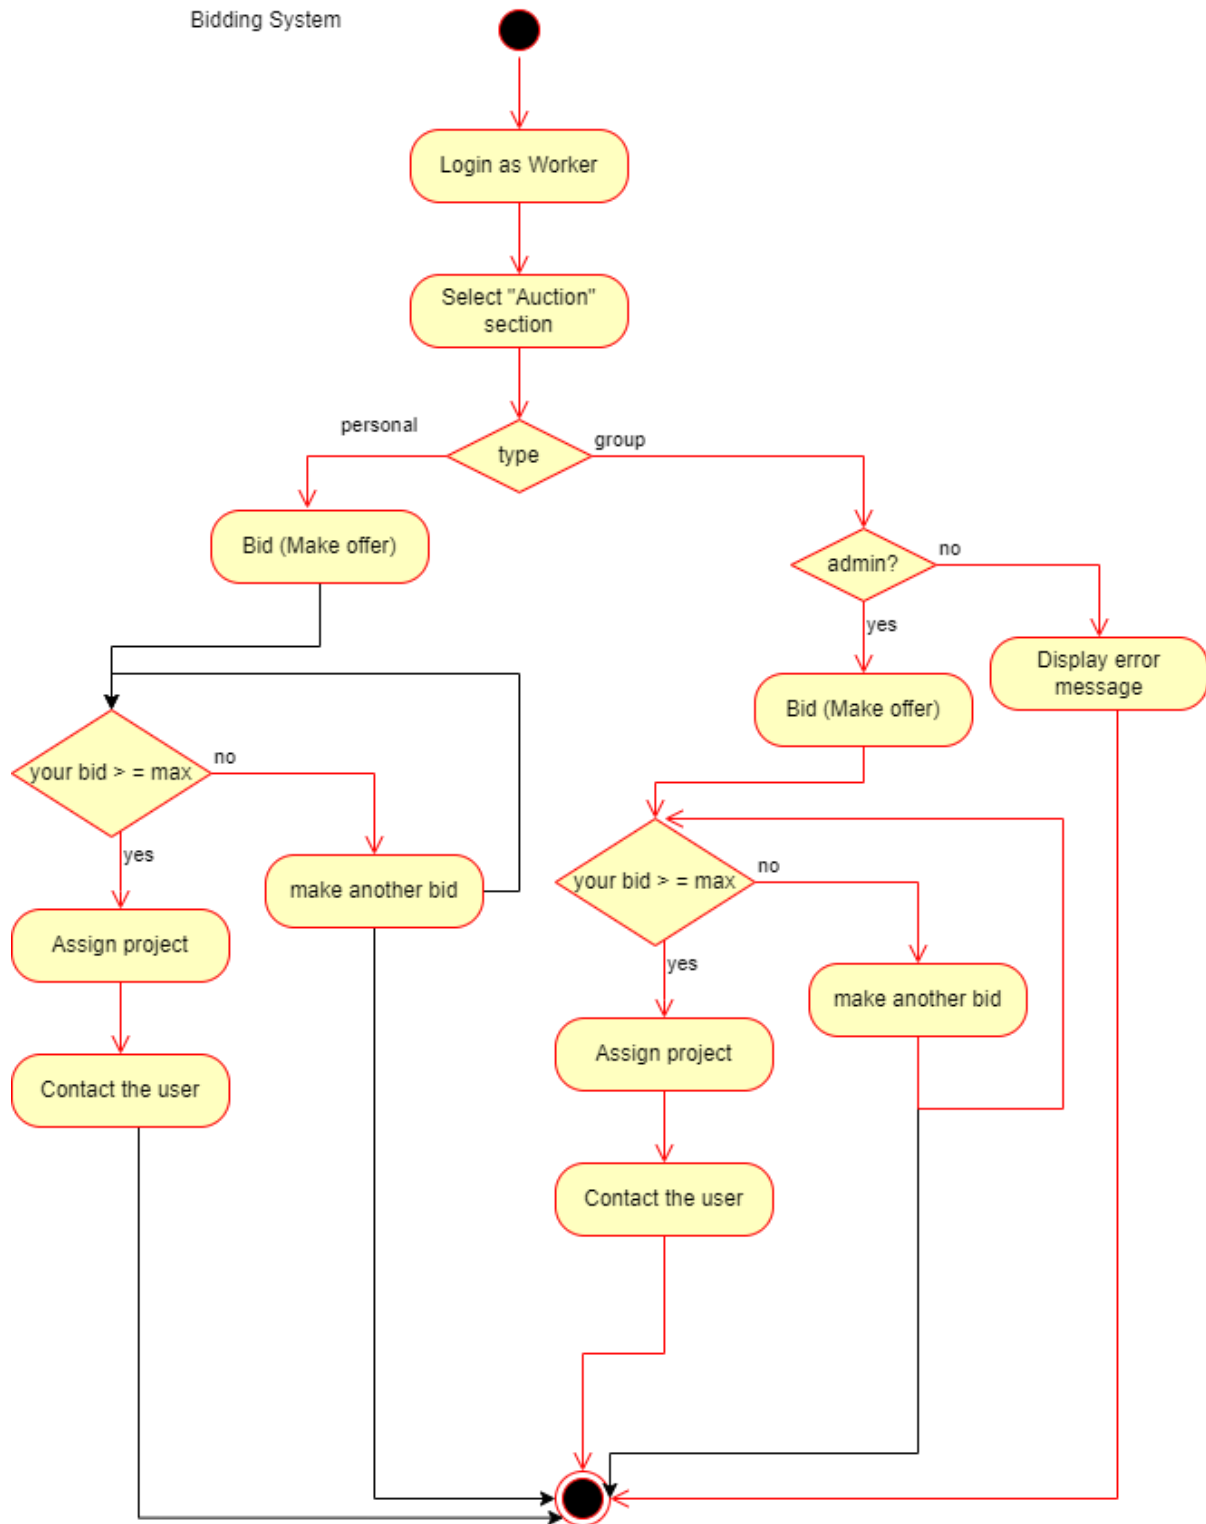 Bidding System
Login as Worker
Select "Auction"
section
personal
type
group
Bid (Make offer)
admin?
no
yes
Display error
message
Bid (Make offer)
your bid > = max
no
yes
make another bid
your bid > = max
no
yes
Assign project
make another bid
Assign project
Contact the user
Contact the user